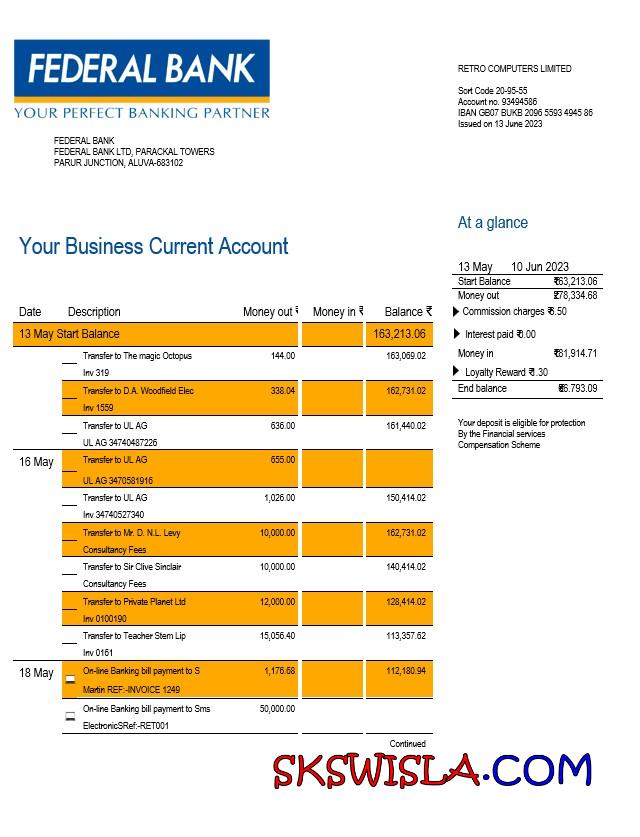 FEDERAL BANK
YOUR PERFECT BANKING PARTNER
FEDERAL BANK
FEDERAL BANK LTD, PARACKAL TOWERS
PARUR JUNCTION, ALUVA-683102
RETRO COMPUTERS LIMITED
Sort Code 20-95-55
Account no. 93494586
IBAN GB07 BUKB 2096 5593 4945 86
Issued on 13 June 2023
Your Business Current Account
At a glance
13 May 10 Jun 2023
Start Balance ₹63,213.06
Money out ₹78,334.68
Commission charges ₹6.50
Interest paid ₹0.00
Money in ₹81,914.71
Loyalty Reward ₹1.30
End balance ₹6.793.09
Your deposit is eligible for protection
By the Financial services
Compensation Scheme
Date Description Money out ₹ Money in ₹ Balance ₹
13 May Start Balance 163,213.06
Transfer to The magic Octopus 144.00 163,069.02
Inv 319
Transfer to D.A. Woodfield Elec 338.04 162,731.02
Inv 1559
Transfer to UL AG 636.00 161,440.02
UL AG 34740487226
16 May Transfer to UL AG 655.00
UL AG 3470581916
Transfer to UL AG 1,026.00 150,414.02
Inv 34740527340
Transfer to Mr. D. N.L. Levy 10,000.00 162,731.02
Consultancy Fees
Transfer to Sir Clive Sinclair 10,000.00 140,414.02
Consultancy Fees
Transfer to Private Planet Ltd 12,000.00 128,414.02
Inv 0100190
Transfer to Teacher Stem Lip 15,056.40 113,357.62
Inv 0161
18 May On-line Banking bill payment to S 1,176.68 112,180.94
Martin REF:-INVOICE 1249
On-line Banking bill payment to Sms 50,000.00
ElectronicSRef:-RET001
Continued
SKSWISLA.COM